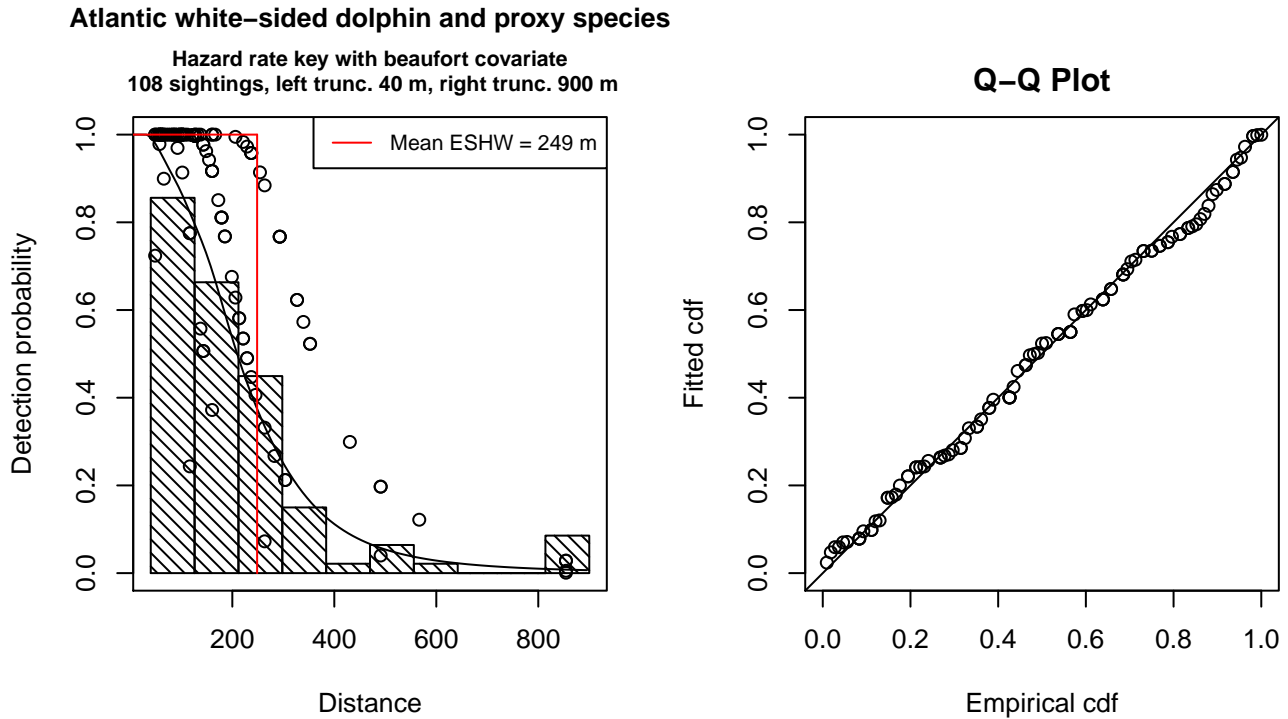 Atlantic white−sided dolphin and proxy species
Hazard rate key with beaufort covariate
108 sightings, left trunc. 40 m, right trunc. 900 m
Mean ESHW = 249 m
Detection probability
0.0 0.2 0.4 0.6 0.8 1.0
200 400 600 800
Distance
Q−Q Plot
Fitted cdf
0.0 0.2 0.4 0.6 0.8 1.0
0.0 0.2 0.4 0.6 0.8 1.0
Empirical cdf